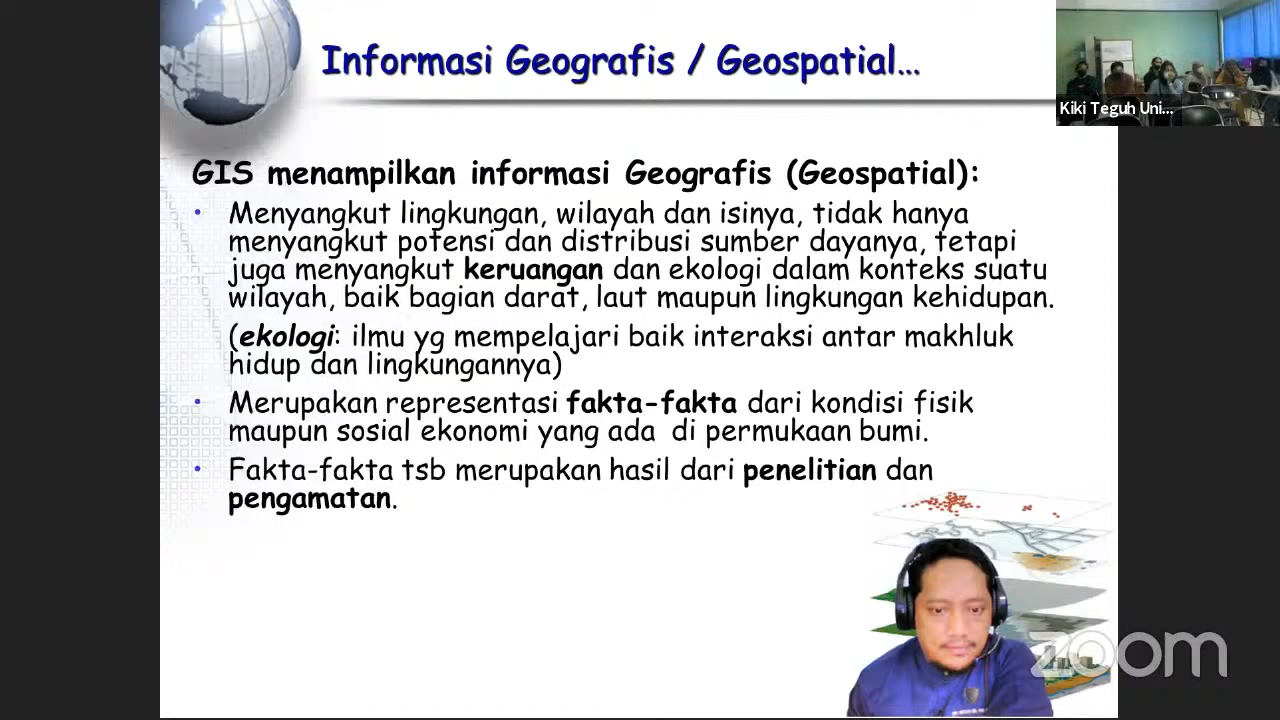 Informasi Geografis / Geospatial...
Kiki Teguh Uni...
GIS menampilkan informasi Geografis (Geospatial):
• Menyangkut lingkungan, wilayah dan isinya, tidak hanya
menyangkut potensi dan distribusi sumber dayanya, tetapi
juga menyangkut keruangan dan ekologi dalam konteks suatu
wilayah, baik bagian darat, laut maupun lingkungan kehidupan.
(ekologi: ilmu yg mempelajari baik interaksi antar makhluk
hidup dan lingkungannya)
• Merupakan representasi fakta-fakta dari kondisi fisik
maupun sosial ekonomi yang ada di permukaan bumi.
• Fakta-fakta tsb merupakan hasil dari penelitian dan
pengamatan.
zoom